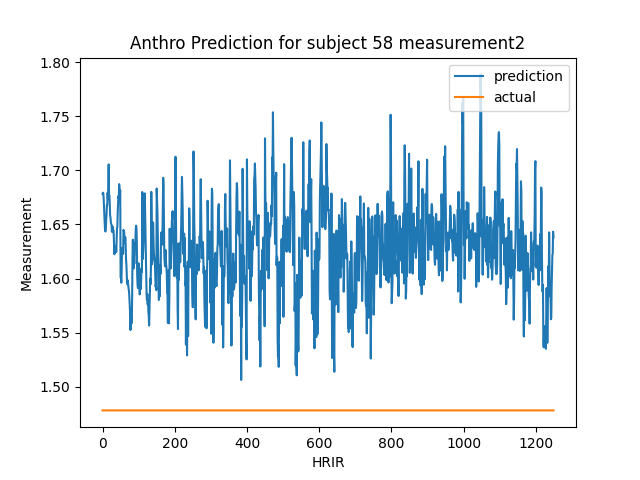 Anthro Prediction for subject 58 measurement2
prediction
actual
1.80
1.75
1.70
1.65
1.60
1.55
1.50
Measurement
0 200 400 600 800 1000 1200
HRIR